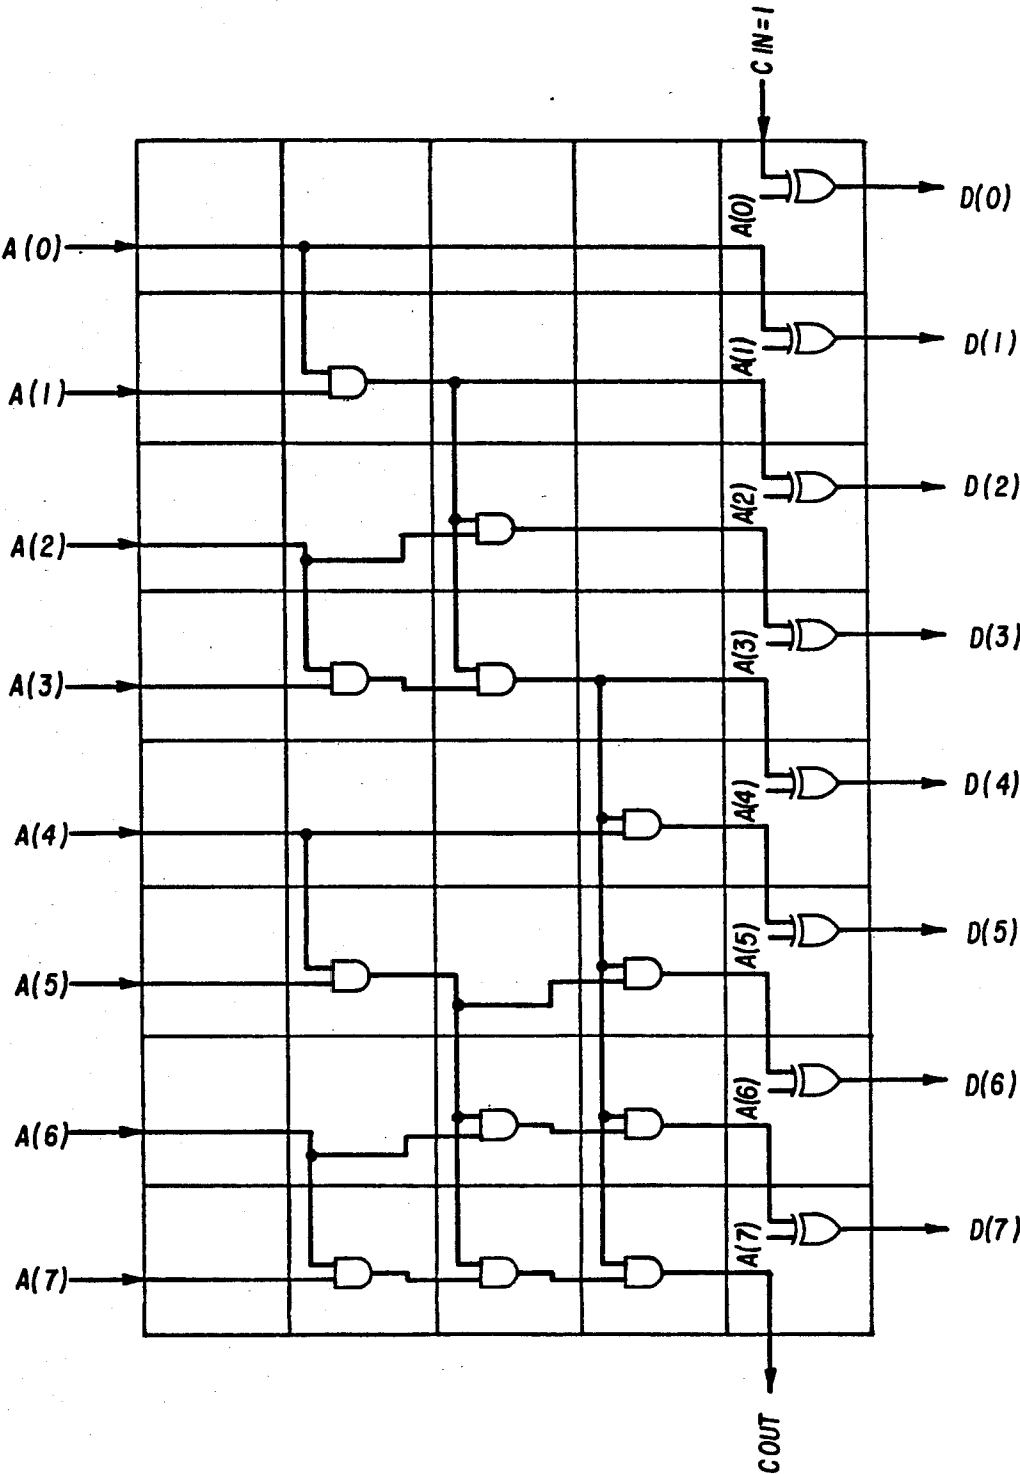 C IN = 1
A(0)
D(0)
A(0)
A(1)
D(1)
A(1)
A(2)
D(2)
A(2)
A(3)
D(3)
A(3)
A(4)
D(4)
A(4)
A(5)
D(5)
A(5)
A(6)
D(6)
A(6)
A(7)
D(7)
A(7)
COUT